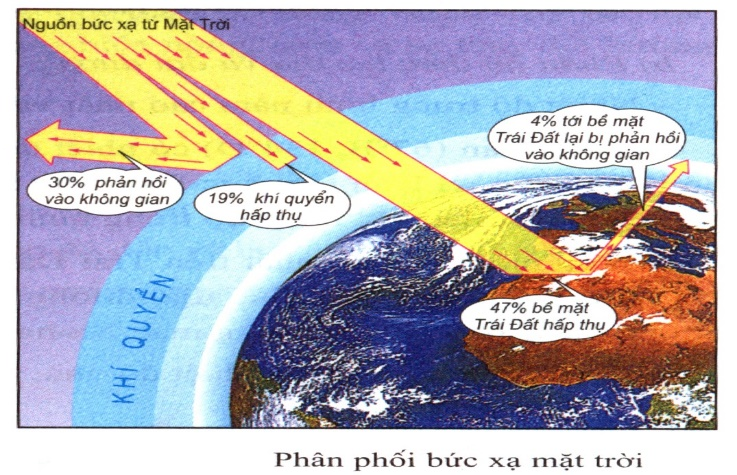 Nguồn bức xạ từ Mặt Trời
4% tới bề mặt
Trái Đất lại bị phản hồi
vào không gian
30% phản hồi
vào không gian
19% khí quyển
hấp thụ
47% bề mặt
Trái Đất hấp thụ
KHÍ QUYỂN
Phân phối bức xạ mặt trời